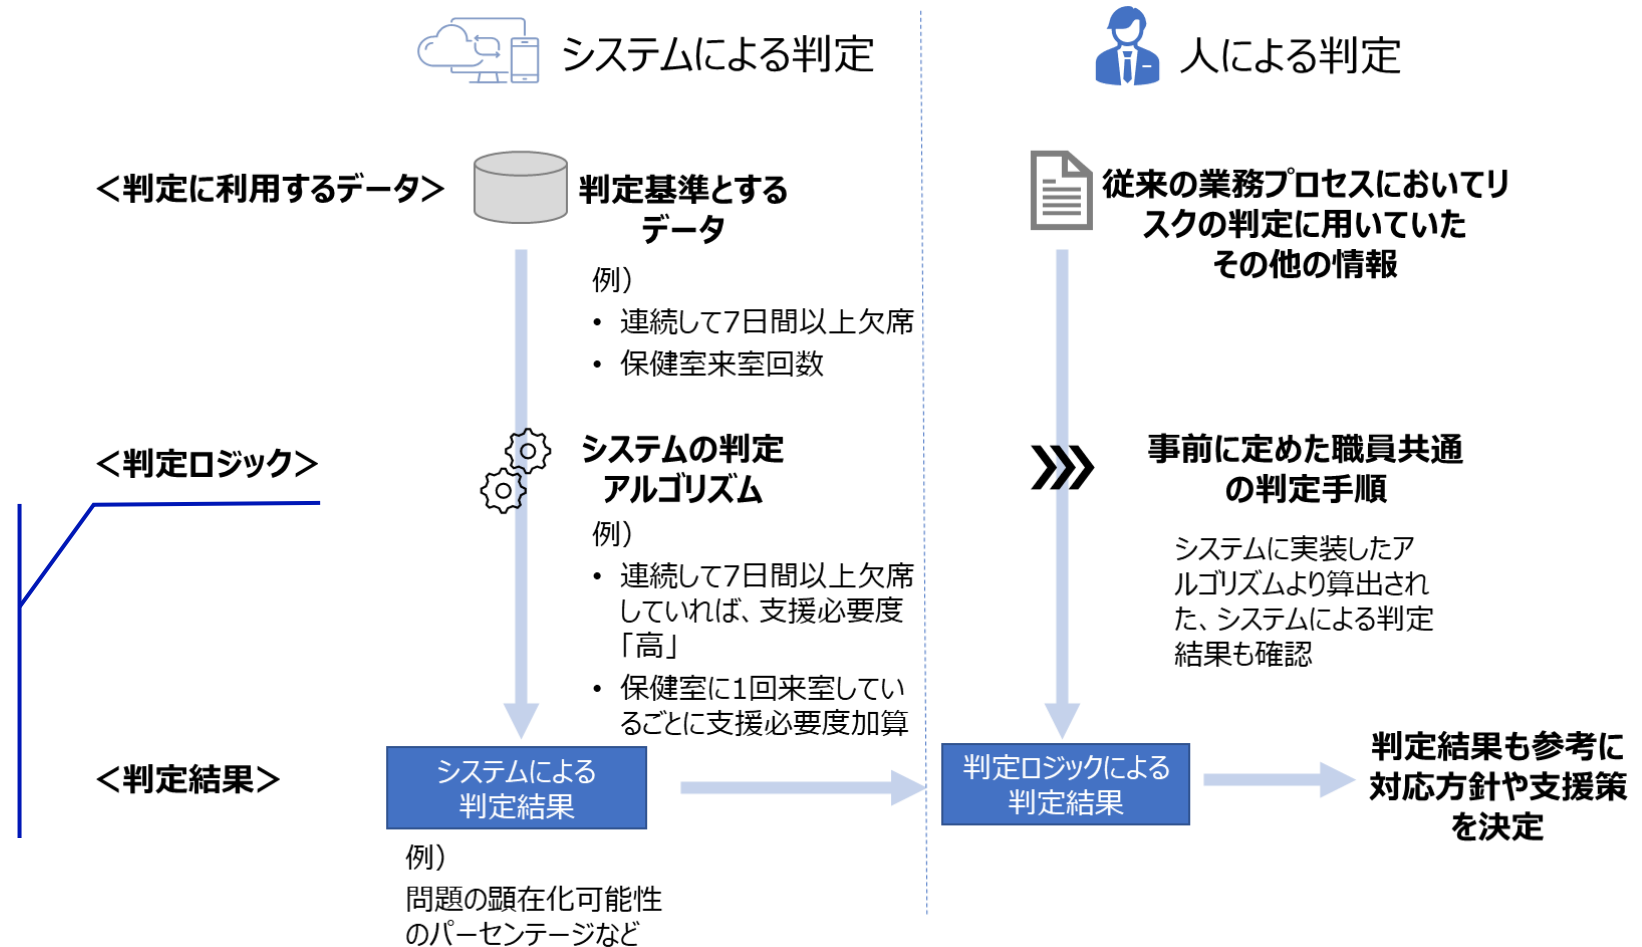 システムによる判定
人による判定
＜判定に利用するデータ＞
判定基準とする
データ
例）
• 連続して7日間以上欠席
• 保健室来室回数
従来の業務プロセスにおいてリ
スクの判定に用いていた
その他の情報
＜判定ロジック＞
システムの判定
アルゴリズム
例）
• 連続して7日間以上欠席
していれば、支援必要度
「高」
• 保健室に1回来室してい
るごとに支援必要度加算
事前に定めた職員共通
の判定手順
システムに実装したア
ルゴリズムより算出され
た、システムによる判定
結果も確認
＜判定結果＞
システムによる
判定結果
例）
問題の顕在化可能性
のパーセンテージなど
判定ロジックによる
判定結果
判定結果も参考に
対応方針や支援策
を決定